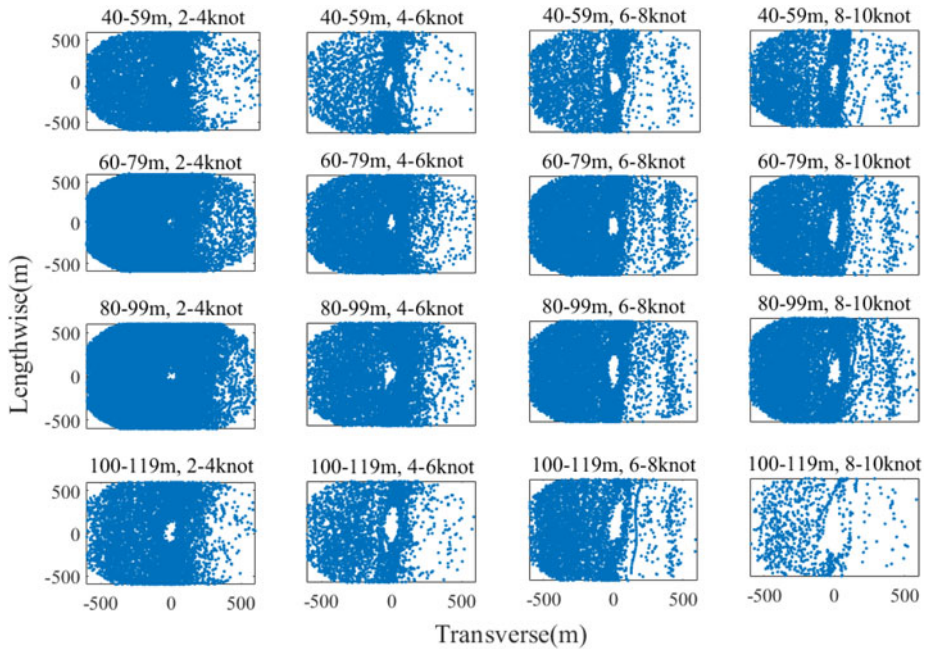 40-59m, 2-4knot
40-59m, 4-6knot
40-59m, 6-8knot
40-59m, 8-10knot
500
0
-500
60-79m, 2-4knot
60-79m, 4-6knot
60-79m, 6-8knot
60-79m, 8-10knot
500
0
-500
80-99m, 2-4knot
80-99m, 4-6knot
80-99m, 6-8knot
80-99m, 8-10knot
500
0
-500
100-119m, 2-4knot
100-119m, 4-6knot
100-119m, 6-8knot
100-119m, 8-10knot
500
0
-500
-500 0 500
-500 0 500
-500 0 500
-500 0 500
Lengthwise(m)
Transverse(m)